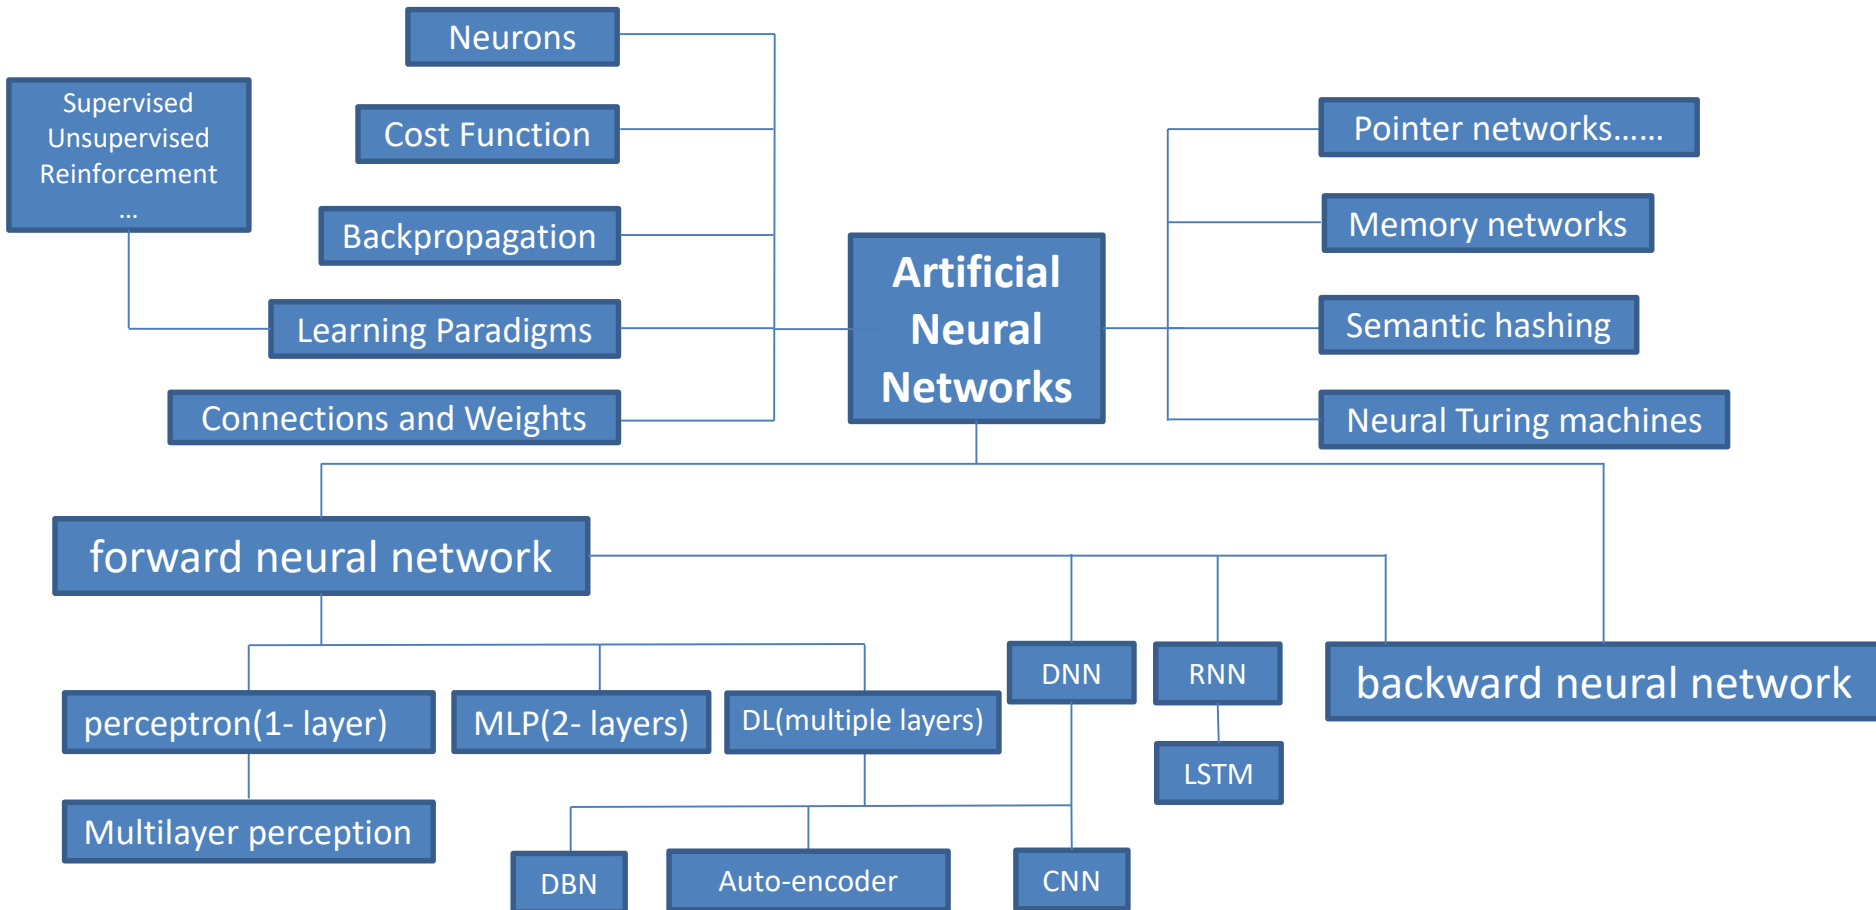 Neurons
Supervised
Unsupervised
Reinforcement
...
Cost Function
Pointer networks......
Backpropagation
Memory networks
Artificial
Neural
Networks
Learning Paradigms
Semantic hashing
Connections and Weights
Neural Turing machines
forward neural network
DNN
RNN
backward neural network
perceptron(1- layer)
MLP(2- layers)
DL(multiple layers)
LSTM
Multilayer perception
DBN
Auto-encoder
CNN